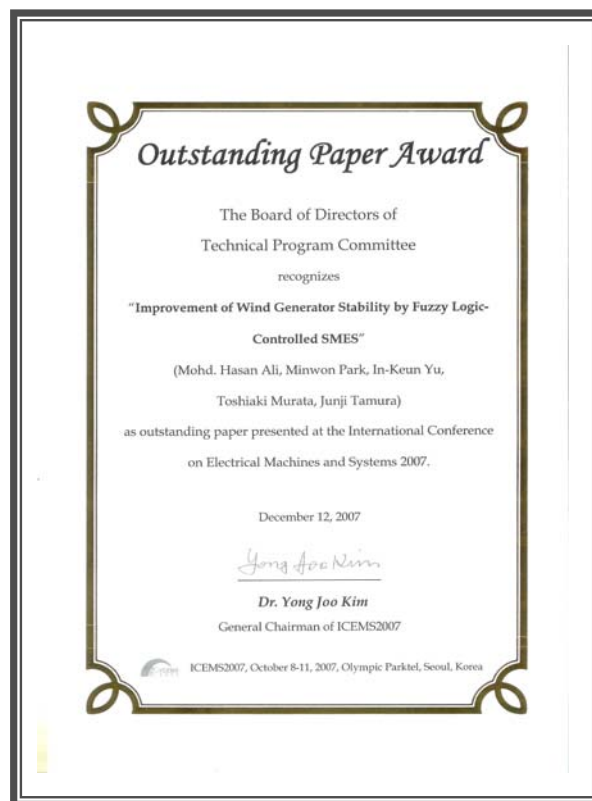 Outstanding Paper Award
The Board of Directors of
Technical Program Committee
recognizes
"Improvement of Wind Generator Stability by Fuzzy Logic-
Controlled SMES"
(Mohd. Hasan Ali, Minwon Park, In-Keun Yu,
Toshiaki Murata, Junji Tamura)
as outstanding paper presented at the International Conference
on Electrical Machines and Systems 2007.
December 12, 2007
Yong Joo Kim
Dr. Yong Joo Kim
General Chairman of ICEMS2007
ICEMS2007, October 8-11, 2007, Olympic Parktel, Seoul, Korea